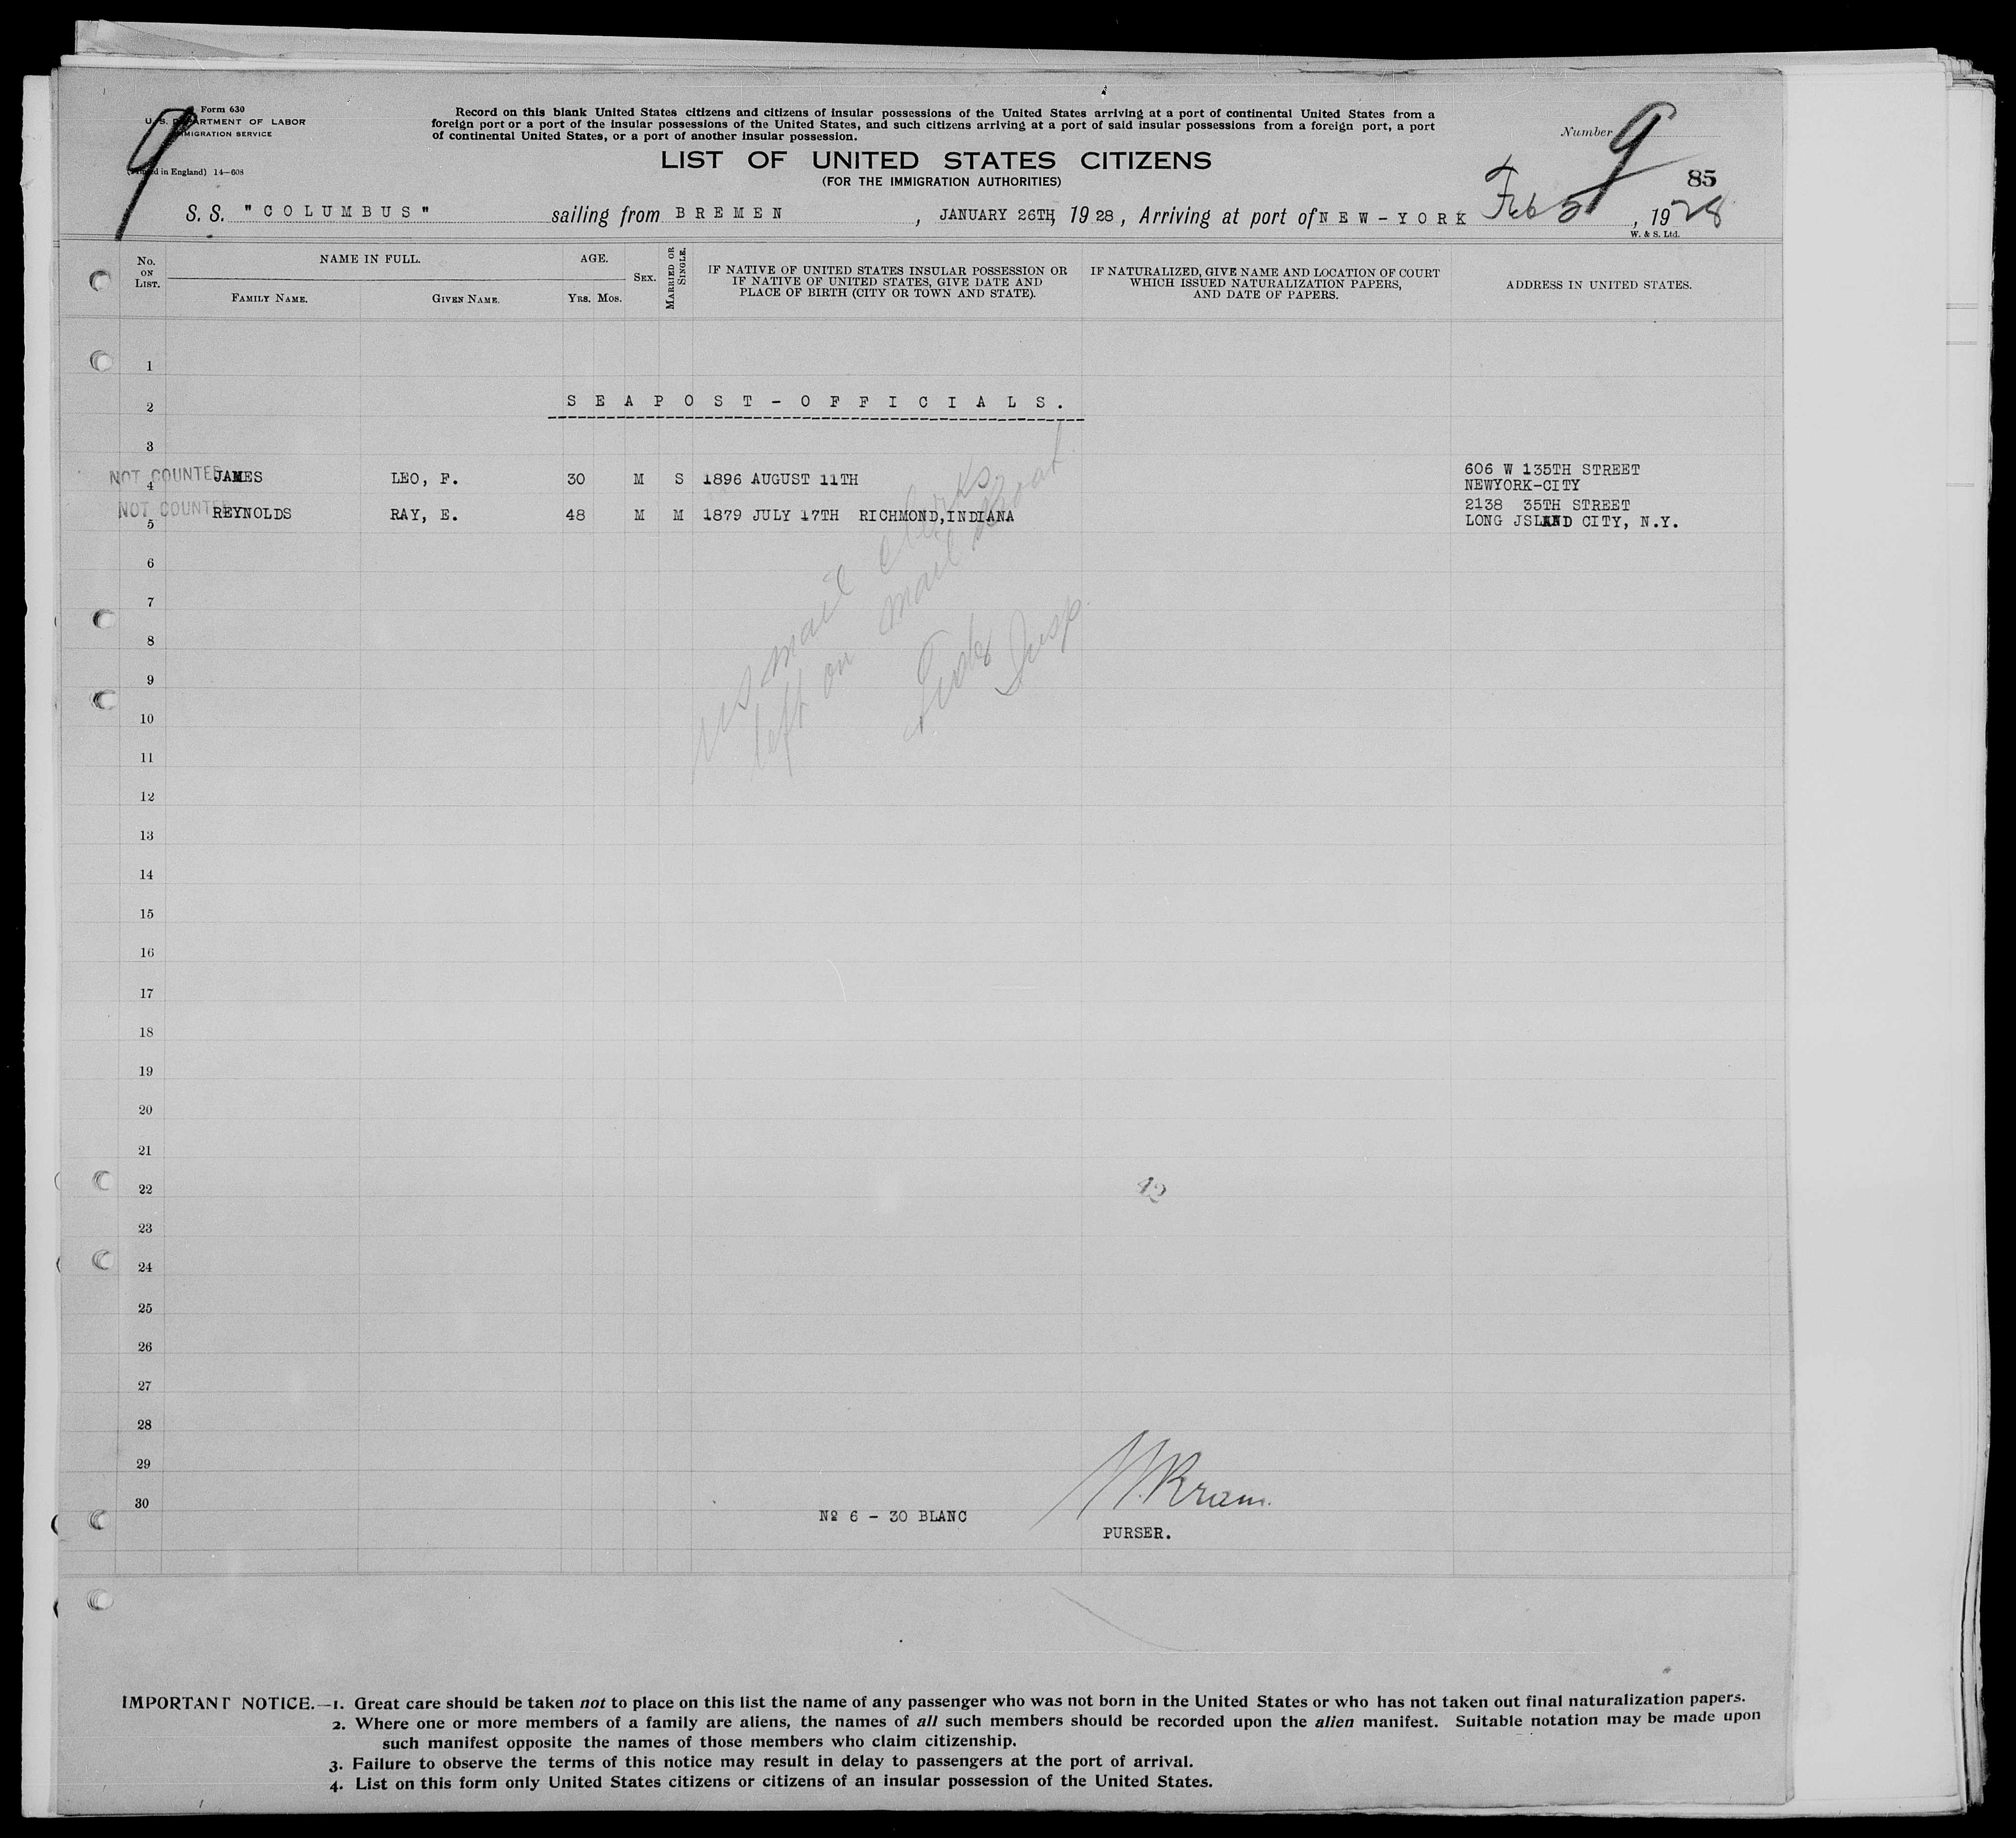 Form 630
U. S. DEPARTMENT OF LABOR
IMMIGRATION SERVICE
(Printed in England) 14—608
9
Record on this blank United States citizens and citizens of insular possessions of the United States arriving at a port of continental United States from a
foreign port or a port of the insular possessions of the United States, and such citizens arriving at a port of said insular possessions from a foreign port, a port
of continental United States, or a port of another insular possession.
LIST OF UNITED STATES CITIZENS
(FOR THE IMMIGRATION AUTHORITIES)
Number 9
85
S. S. "COLUMBUS" sailing from BREMEN, JANUARY 26TH, 1928, Arriving at port of NEW-YORK Feb 5, 1928
W. & S. Ltd.
No. ON LIST. NAME IN FULL. AGE. SEX. MARRIED OR SINGLE. IF NATIVE OF UNITED STATES INSULAR POSSESSION OR IF NATIVE OF UNITED STATES, GIVE DATE AND PLACE OF BIRTH (CITY OR TOWN AND STATE). IF NATURALIZED, GIVE NAME AND LOCATION OF COURT WHICH ISSUED NATURALIZATION PAPERS, AND DATE OF PAPERS. ADDRESS IN UNITED STATES.
FAMILY NAME. GIVEN NAME. YRS. MOS.
1
2 SEAPOST-OFFICIALS.
3
NOT COUNTED 4 JAMES LEO, F. 30 M S 1896 AUGUST 11TH 606 W 135TH STREET
NEWYORK-CITY
NOT COUNTED 5 REYNOLDS RAY, E. 48 M M 1879 JULY 17TH RICHMOND,INDIANA 2138 35TH STREET
LONG JSLAND CITY, N.Y.
US mail clerks
left on mail boat
Insp.
6
7
8
9
10
11
12
13
14
15
16
17
18
19
20
21
22 42
23
24
25
26
27
28
29
30
Nº 6 - 30 BLANC
PURSER.
IMPORTANT NOTICE.—1. Great care should be taken not to place on this list the name of any passenger who was not born in the United States or who has not taken out final naturalization papers.
2. Where one or more members of a family are aliens, the names of all such members should be recorded upon the alien manifest. Suitable notation may be made upon
such manifest opposite the names of those members who claim citizenship.
3. Failure to observe the terms of this notice may result in delay to passengers at the port of arrival.
4. List on this form only United States citizens or citizens of an insular possession of the United States.